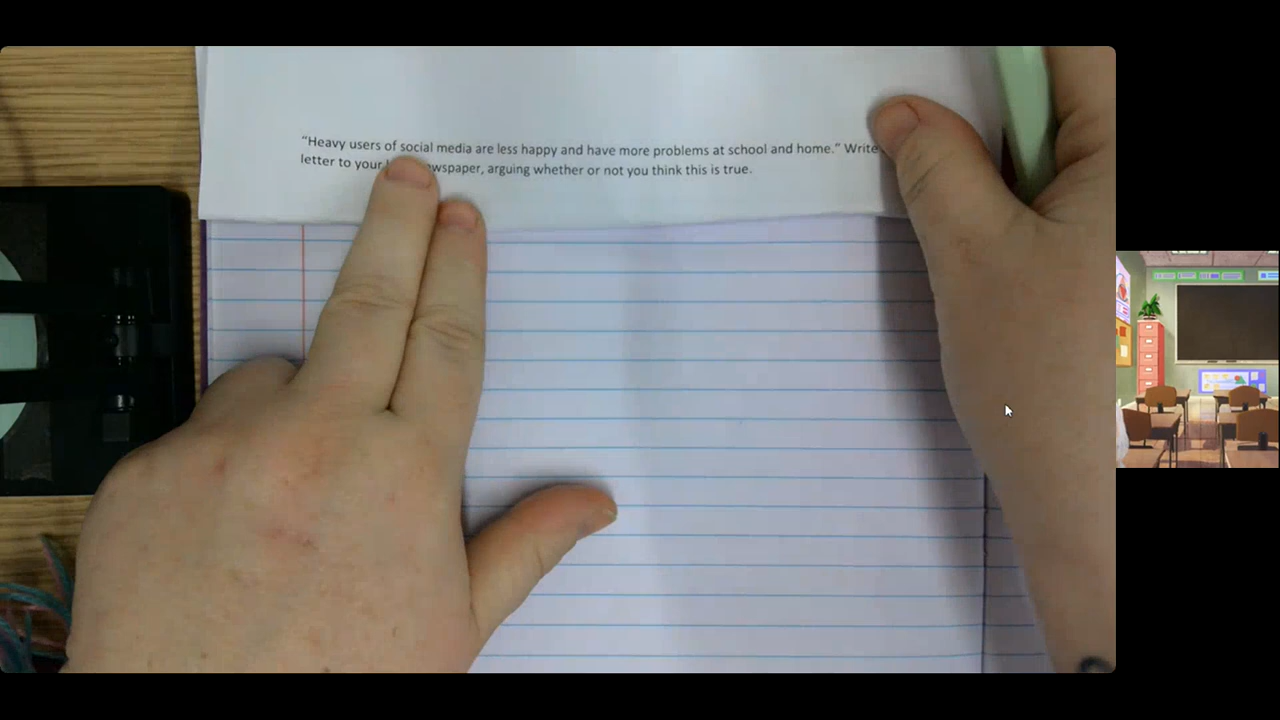 “Heavy users of social media are less happy and have more problems at school and home.” Write
letter to your newspaper, arguing whether or not you think this is true.